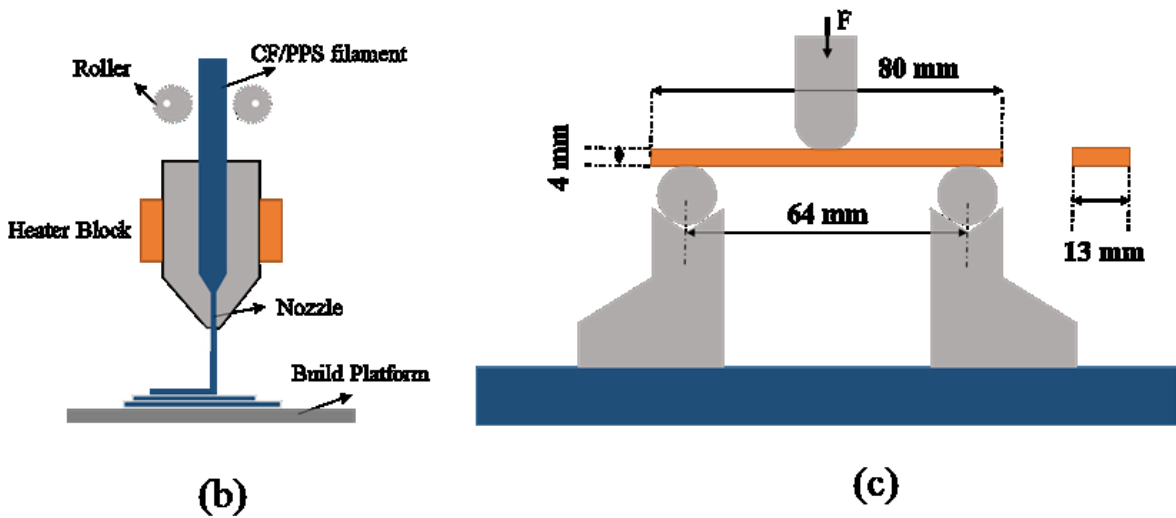 CF/PPS filament
Roller
Heater Block
Nozzle
Build Platform
(b)
F
80 mm
4 mm
64 mm
13 mm
(c)